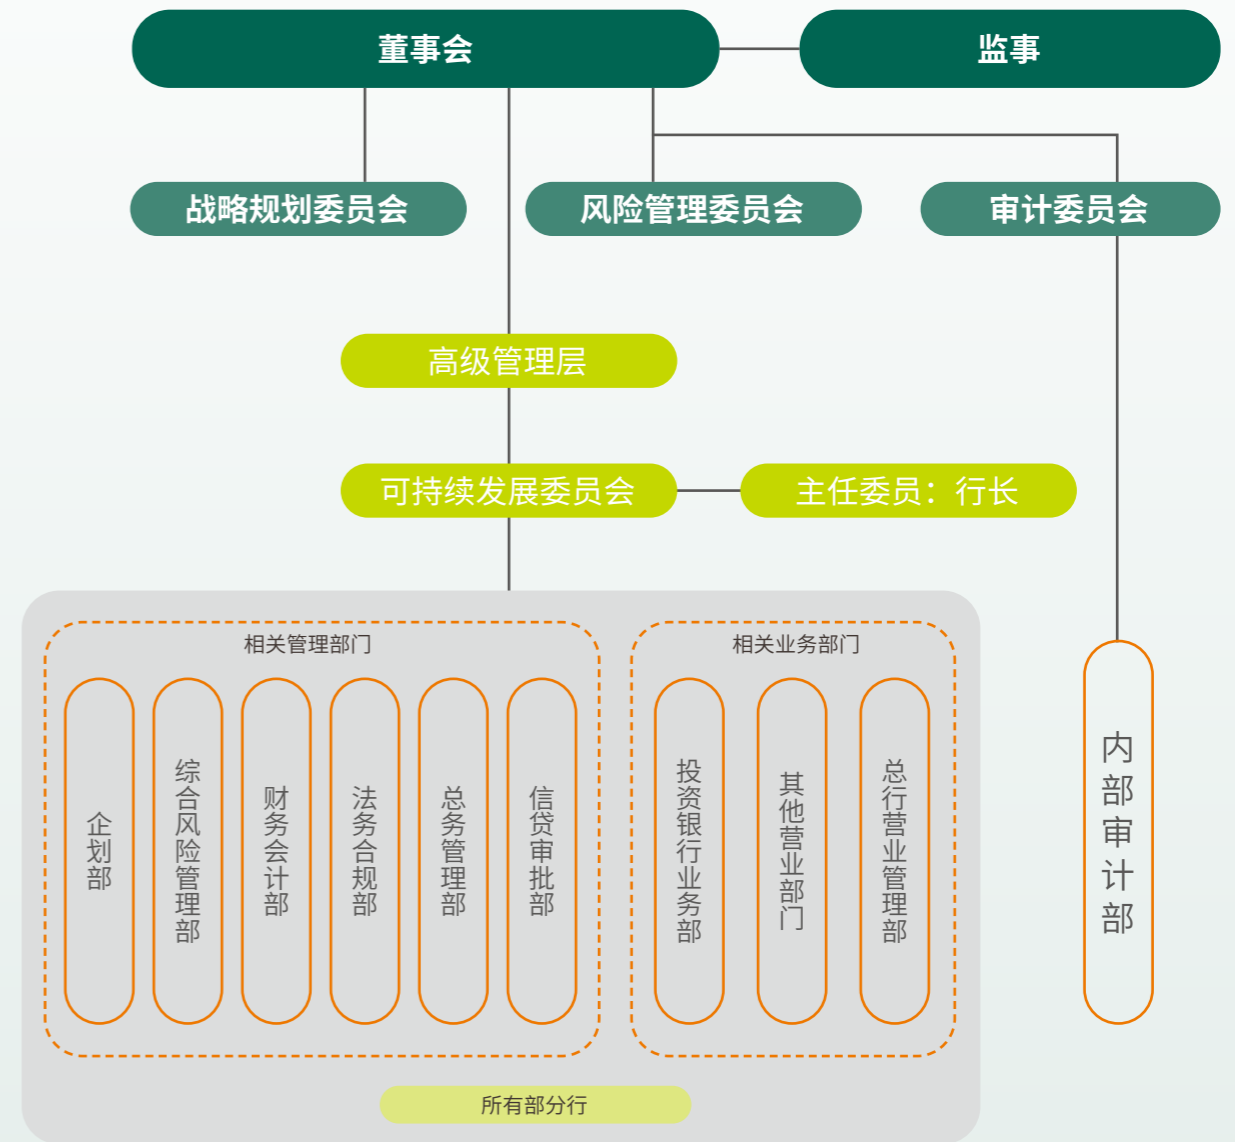 董事会
监事
战略规划委员会
风险管理委员会
审计委员会
高级管理层
可持续发展委员会
主任委员：行长
相关管理部门
企划部
综合风险管理部
财务会计部
法务合规部
总务管理部
信贷审批部
相关业务部门
投资银行业务部
其他营业部门
总行营业管理部
内部审计部
所有部分行